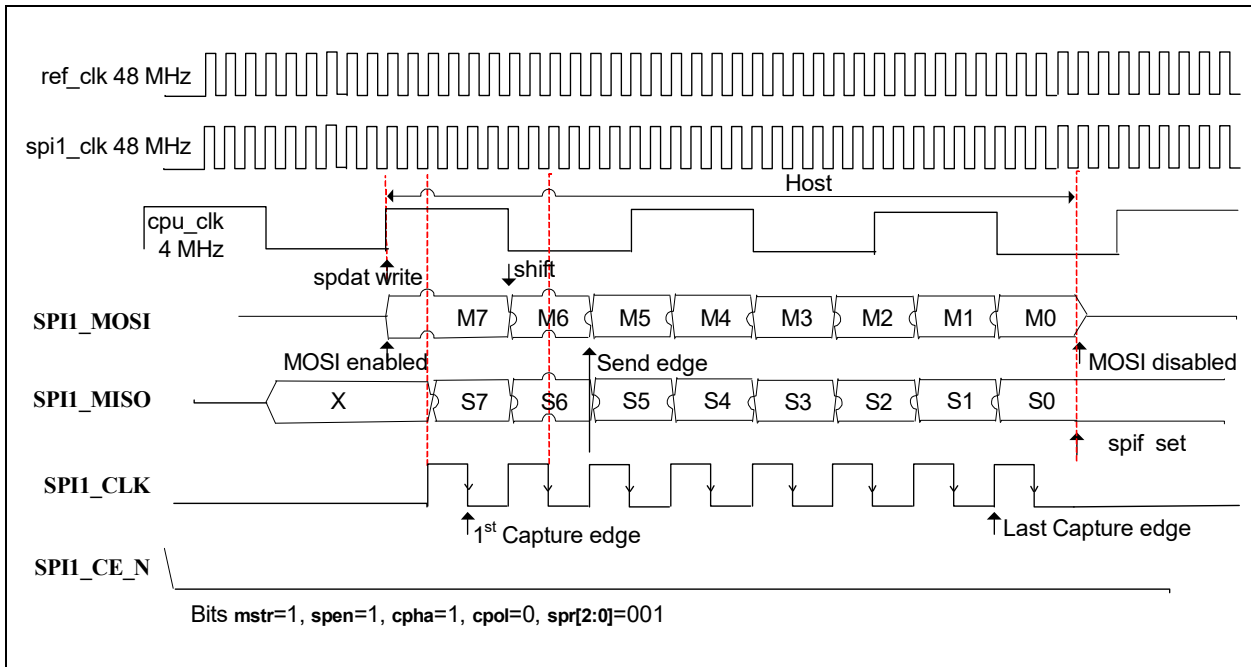 ref_clk 48 MHz
spi1_clk 48 MHz
Host
cpu_clk
4 MHz
spdat write
shift
SPI1_MOSI
M7 M6 M5 M4 M3 M2 M1 M0
MOSI enabled
Send edge
MOSI disabled
SPI1_MISO
X S7 S6 S5 S4 S3 S2 S1 S0
spif set
SPI1_CLK
1st Capture edge
Last Capture edge
SPI1_CE_N
Bits mstr=1, spen=1, cpha=1, cpol=0, spr[2:0]=001